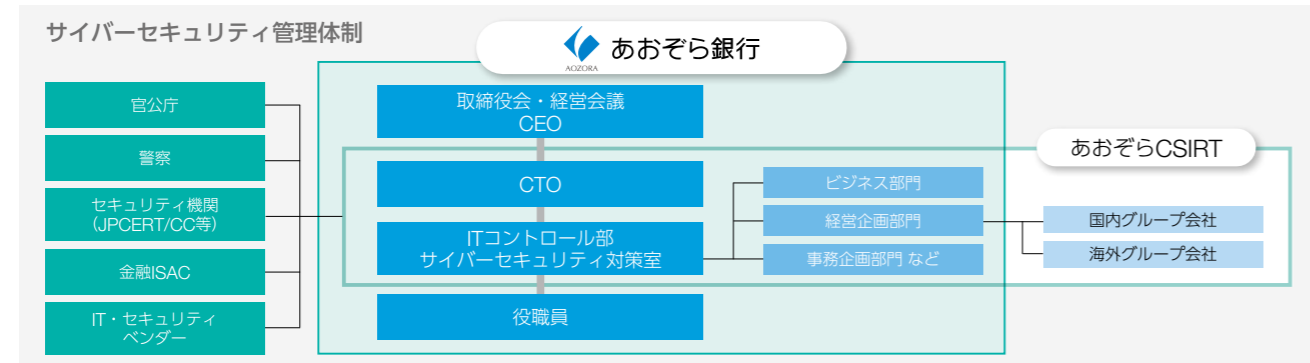 サイバーセキュリティ管理体制
AOZORA
あおぞら銀行
官公庁
警察
セキュリティ機関
(JPCERT/CC等)
金融ISAC
IT・セキュリティ
ベンダー
取締役会・経営会議
CEO
CTO
ITコントロール部
サイバーセキュリティ対策室
役職員
ビジネス部門
経営企画部門
事務企画部門 など
あおぞらCSIRT
国内グループ会社
海外グループ会社